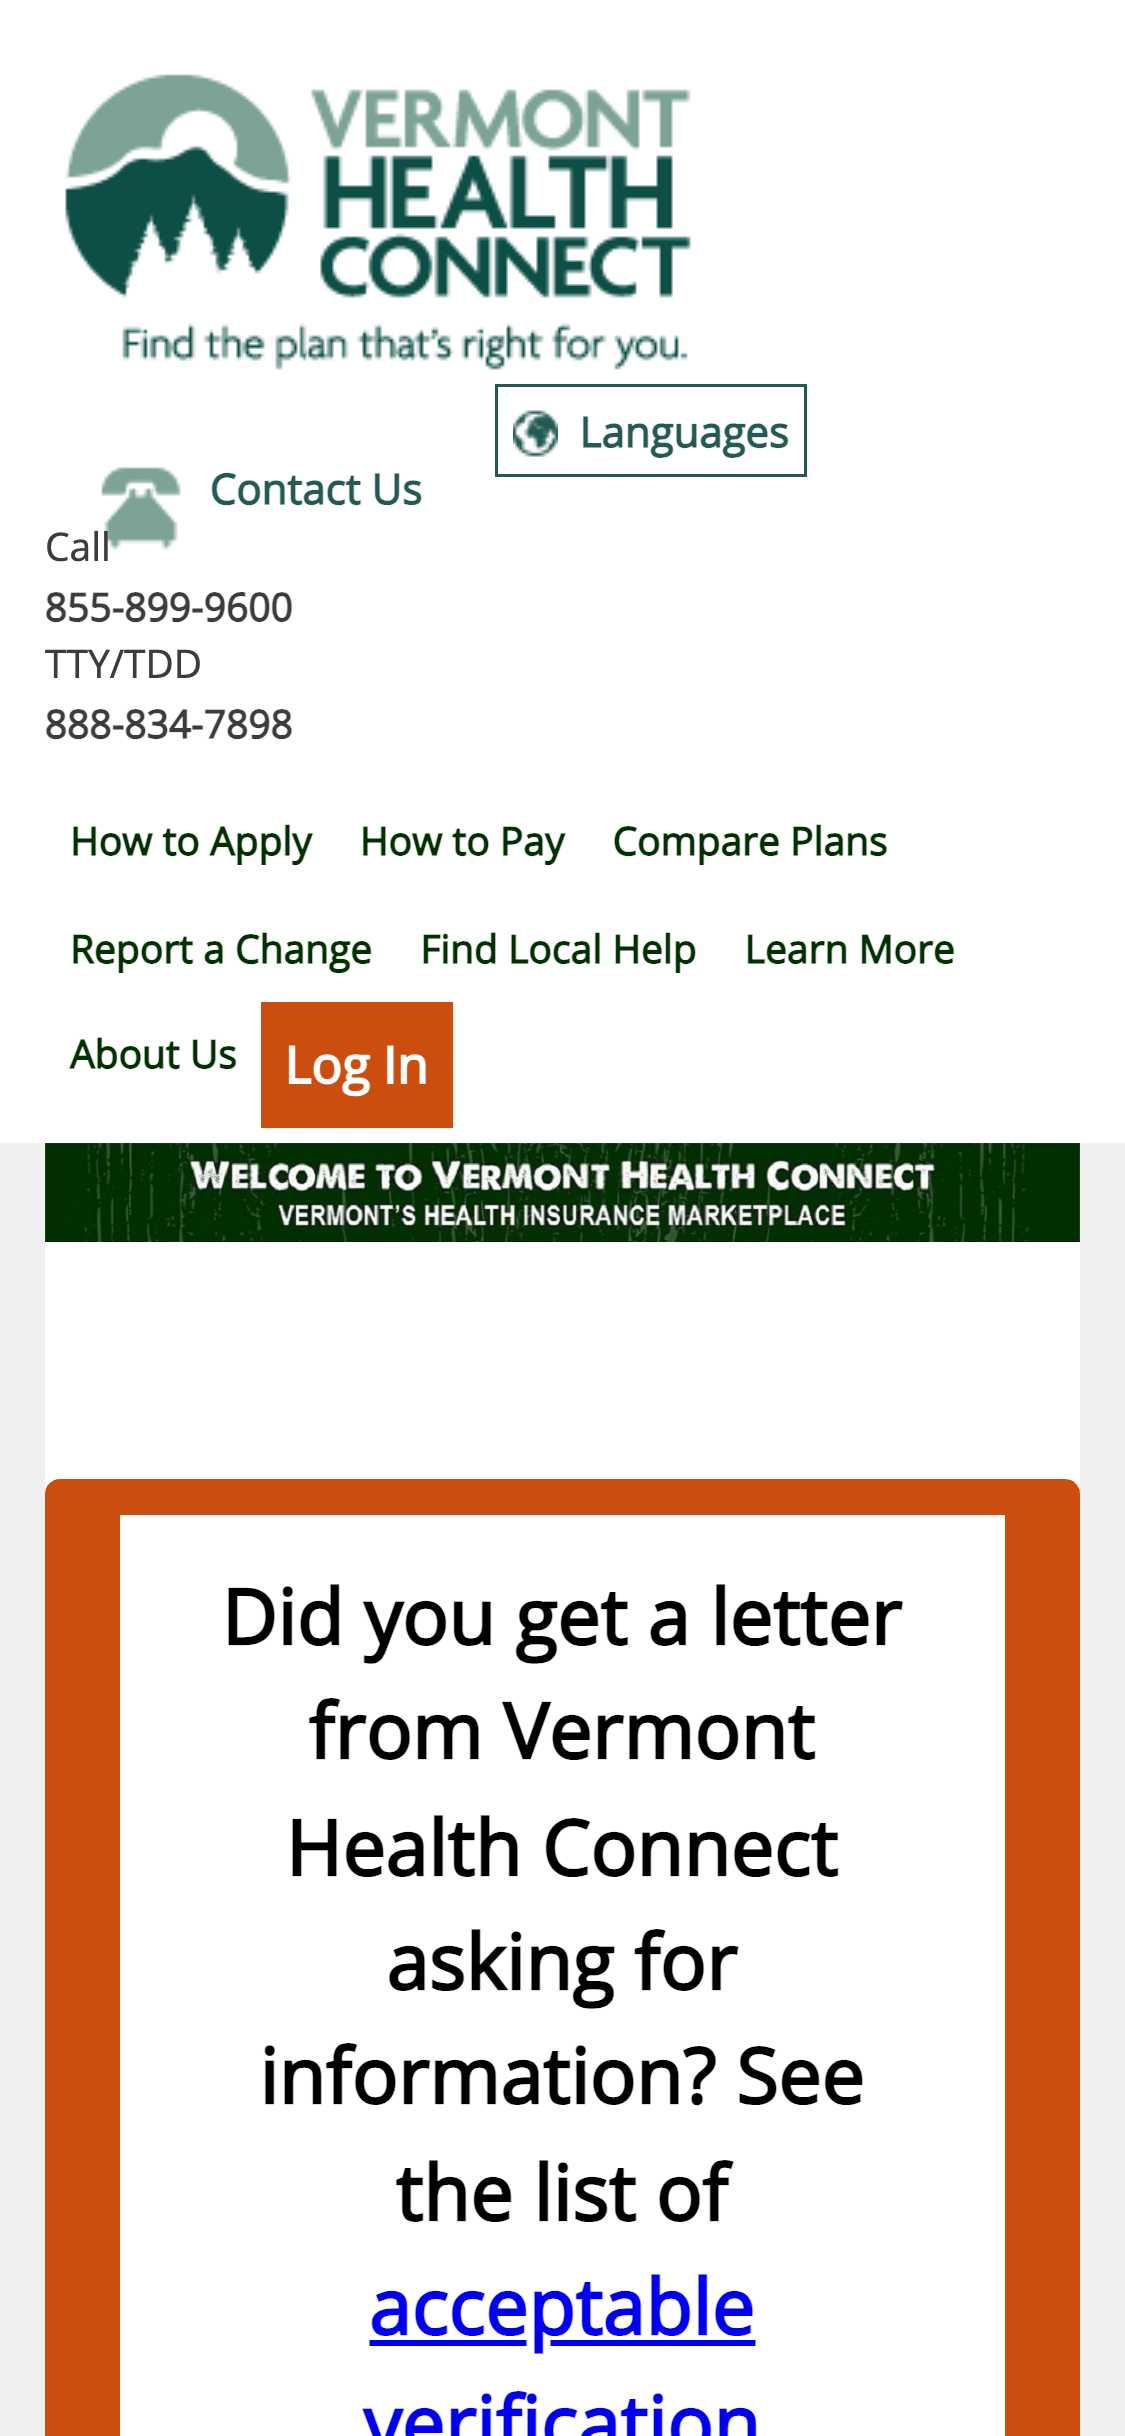 VERMONT
HEALTH
CONNECT
Find the plan that's right for you.
Languages
Contact Us
Call
855-899-9600
TTY/TDD
888-834-7898
How to Apply How to Pay Compare Plans
Report a Change Find Local Help Learn More
About Us Log In
WELCOME TO VERMONT HEALTH CONNECT
VERMONT'S HEALTH INSURANCE MARKETPLACE
Did you get a letter
from Vermont
Health Connect
asking for
information? See
the list of
acceptable
verification